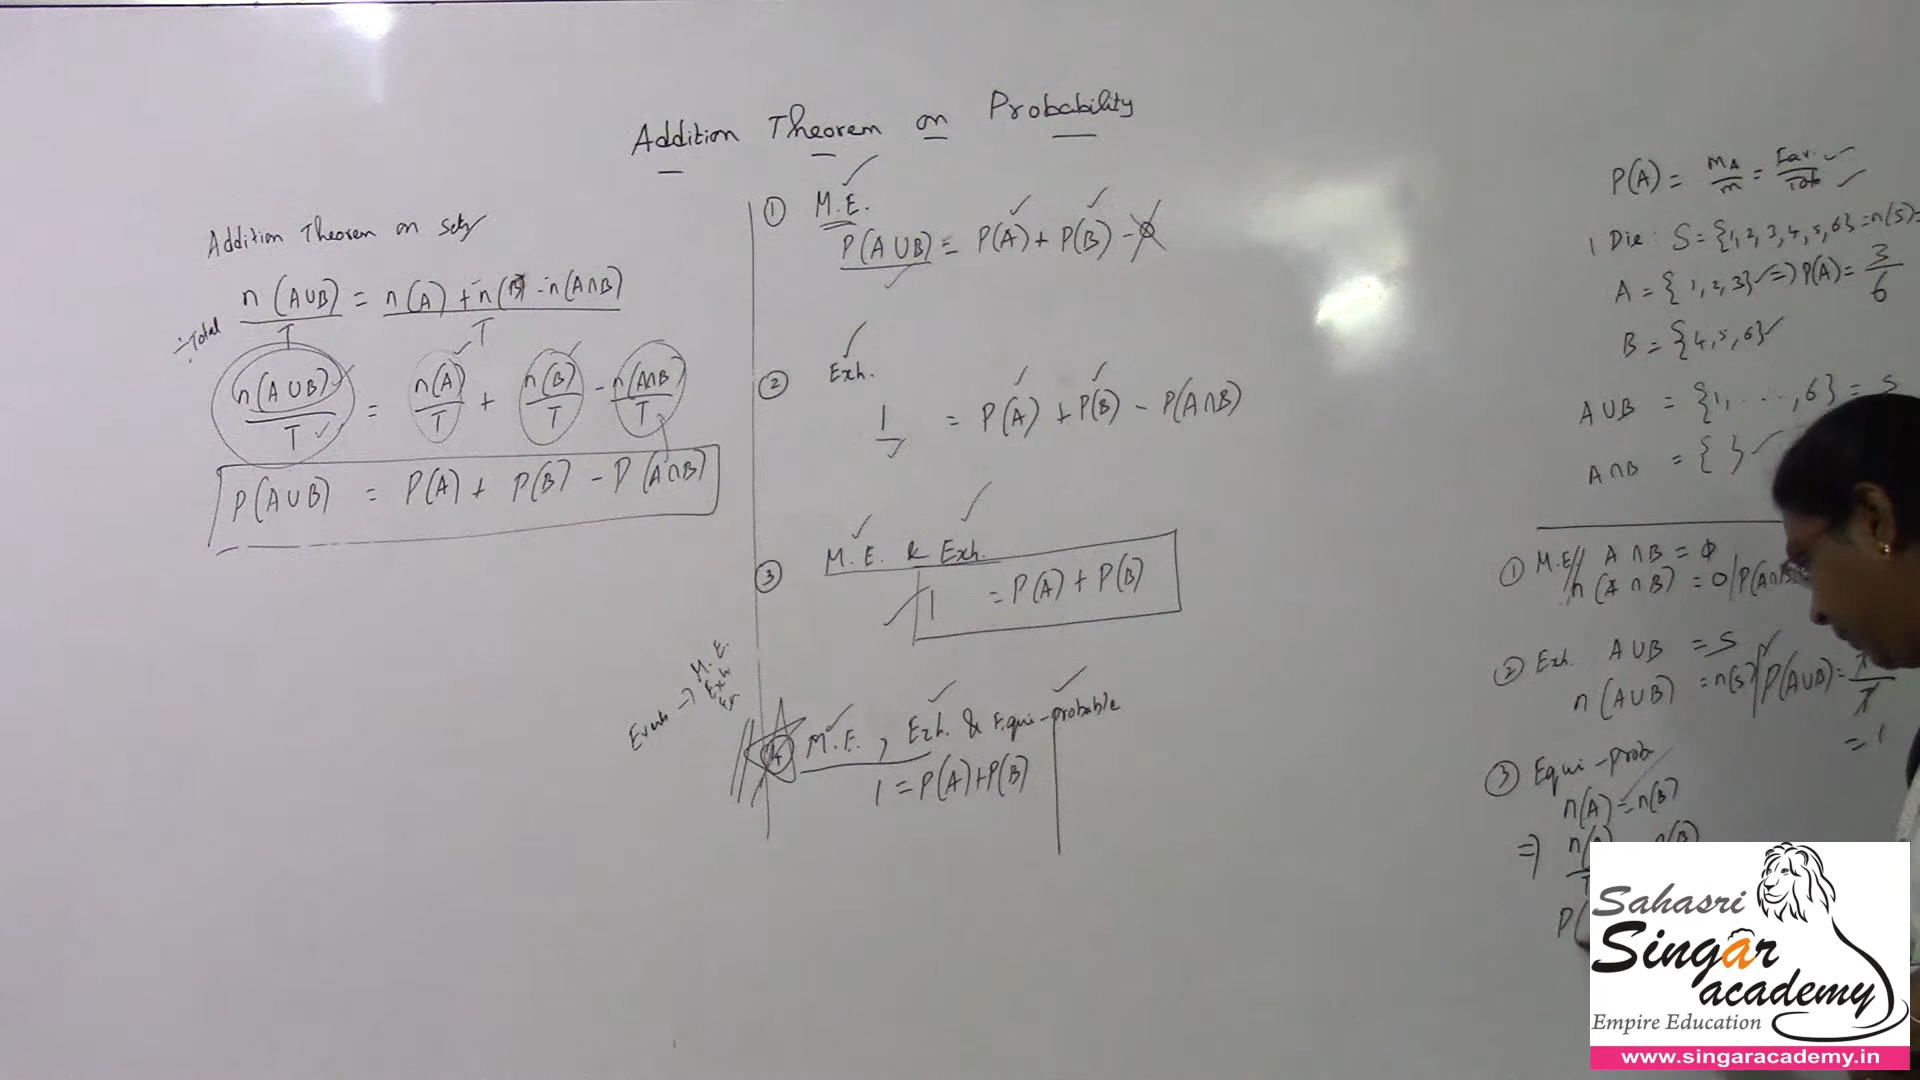 Addition Theorem on Probability
Addition Theorem on Sets
n(A∪B) = n(A) + n(B) - n(A∩B)
÷ Total T T
n(A∪B)/T = n(A)/T + n(B)/T - n(A∩B)/T
P(A∪B) = P(A) + P(B) - P(A∩B)
① M.E.
P(A∪B) = P(A) + P(B) - 0
② Exh.
1 = P(A) + P(B) - P(A∩B)
③ M.E. & Exh.
1 = P(A) + P(B)
M.E.
Exh
④ M.E., Exh. & Equi-probable
1 = P(A)+P(B)
P(A) = mA/m = Fav./Tot
1 Die: S = {1, 2, 3, 4, 5, 6} = n(S) =
A = {1, 2, 3} => P(A) = 3/6
B = {4, 5, 6}
A∪B = {1, ..., 6} = S
A∩B = { }
① M.E// A∩B = φ
n(A∩B) = 0/P(A∩B)
② Exh. A∪B = S
n(A∪B) = n(S)/P(A∪B) =
= 1
③ Equi-prob
n(A) = n(B)
=> n( n(B)
P(
Sahasri
Singar
academy
Empire Education
www.singaracademy.in